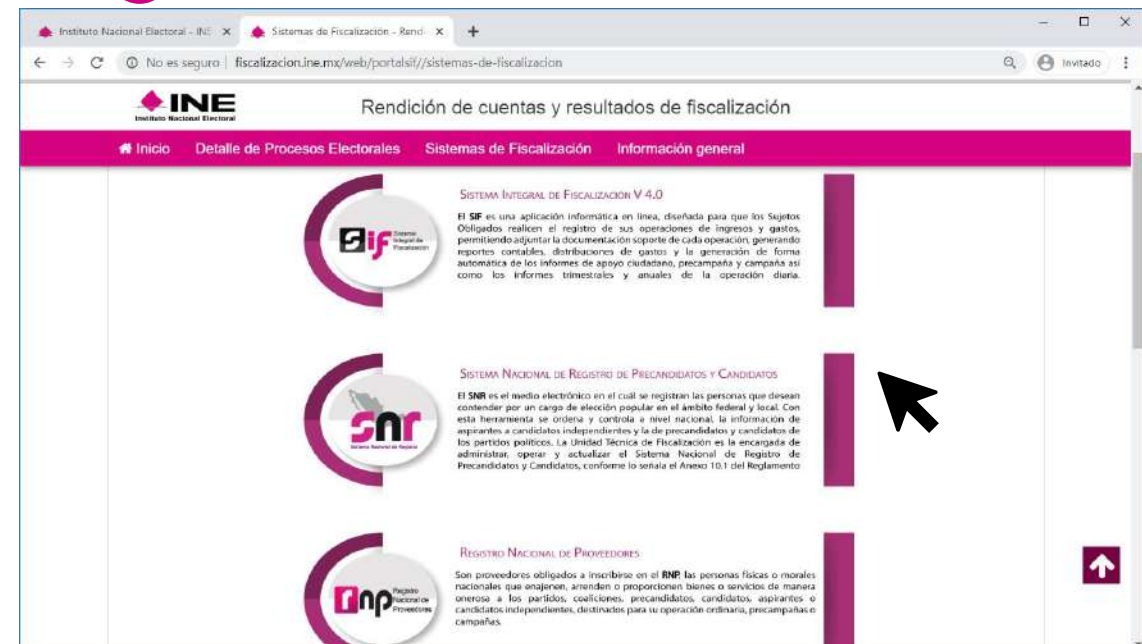 Instituto Nacional Electoral - INE
Sistemas de Fiscalización - Rend
No es seguro | fiscalizacion.ine.mx/web/portalsif//sistemas-de-fiscalizacion
Invitado
INE
Instituto Nacional Electoral
Rendición de cuentas y resultados de fiscalización
Inicio Detalle de Procesos Electorales Sistemas de Fiscalización Información general
SISTEMA INTEGRAL DE FISCALIZACIÓN V 4.0
El SIF es una aplicación informática en línea, diseñada para que los Sujetos
Obligados realicen el registro de sus operaciones de ingresos y gastos,
permitiendo adjuntar la documentación soporte de cada operación, generando
reportes contables, distribuciones de gastos y la generación de forma
automática de los informes de apoyo ciudadano, precampaña y campaña así
como los informes trimestrales y anuales de la operación diaria.
Sif Sistema
Integral de
Fiscalización
SISTEMA NACIONAL DE REGISTRO DE PRECANDIDATOS Y CANDIDATOS
El SNR es el medio electrónico en el cuál se registran las personas que desean
contender por un cargo de elección popular en el ámbito federal y local. Con
esta herramienta se ordena y controla a nivel nacional, la información de
aspirantes a candidatos independientes y la de precandidatos y candidatos de
los partidos políticos. La Unidad Técnica de Fiscalización es la encargada de
administrar, operar y actualizar el Sistema Nacional de Registro de
Precandidatos y Candidatos, conforme lo señala el Anexo 10.1 del Reglamento
snr
Sistema Nacional de Registro
REGISTRO NACIONAL DE PROVEEDORES
Son proveedores obligados a inscribirse en el RNP, las personas físicas o morales
nacionales que enajenen, arrenden o proporcionen bienes o servicios de manera
onerosa a los partidos, coaliciones, precandidatos, candidatos, aspirantes o
candidatos independientes, destinados para su operación ordinaria, precampañas o
campañas.
rnp Registro
Nacional de
Proveedores